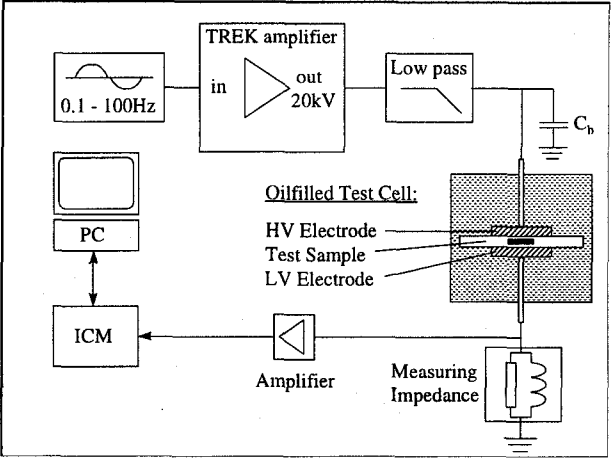 TREK amplifier
in
out
20kV
0.1 - 100Hz
Low pass
C_b
Oilfilled Test Cell:
HV Electrode
Test Sample
LV Electrode
PC
ICM
Amplifier
Measuring
Impedance